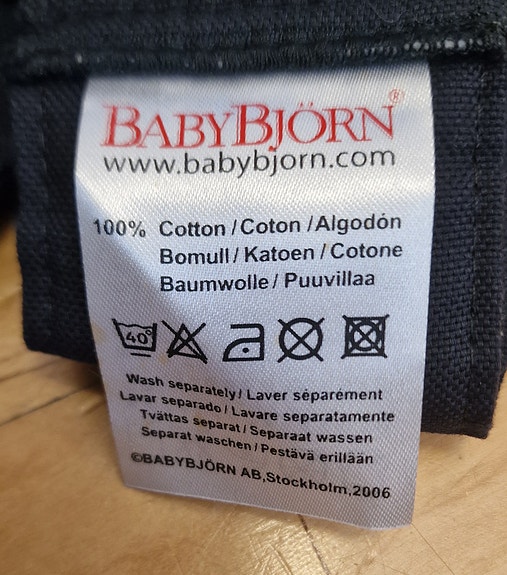 BABYBJÖRN®
www.babybjorn.com
100% Cotton / Coton / Algodón
Bomull / Katoen / Cotone
Baumwolle / Puuvillaa
40°
Wash separately / Laver séparément
Lavar separado / Lavare separatamente
Tvättas separat / Separaat wassen
Separat waschen / Pestävä erillään
©BABYBJÖRN AB,Stockholm,2006